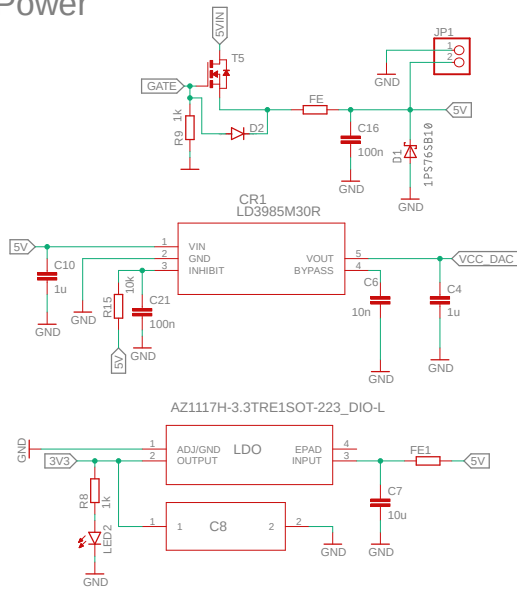 Power
5VIN
T5
JP1
1
2
GATE
GND
1k
R9
D2
FE
5V
C16
100n
D1
1PS76SB10
GND
GND
CR1
LD3985M30R
5V
1
VIN
VOUT
5
VCC_DAC
2
GND
3
INHIBIT
BYPASS
4
C10
1u
10k
R15
C21
100n
C6
10n
C4
1u
GND
GND
5V
GND
GND
GND
AZ1117H-3.3TRE1SOT-223_DIO-L
GND
1
ADJ/GND
LDO
EPAD
4
FE1
3V3
2
OUTPUT
INPUT
3
5V
R8
1k
C7
10u
1
1
C8
2
2
LED2
GND
GND
GND